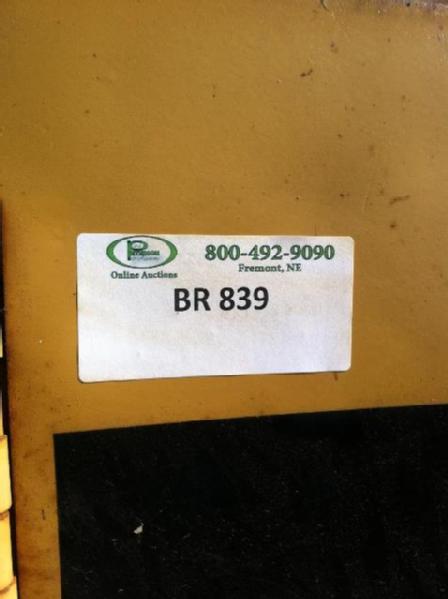 800-492-9090
Fremont, NE
Online Auctions
BR 839